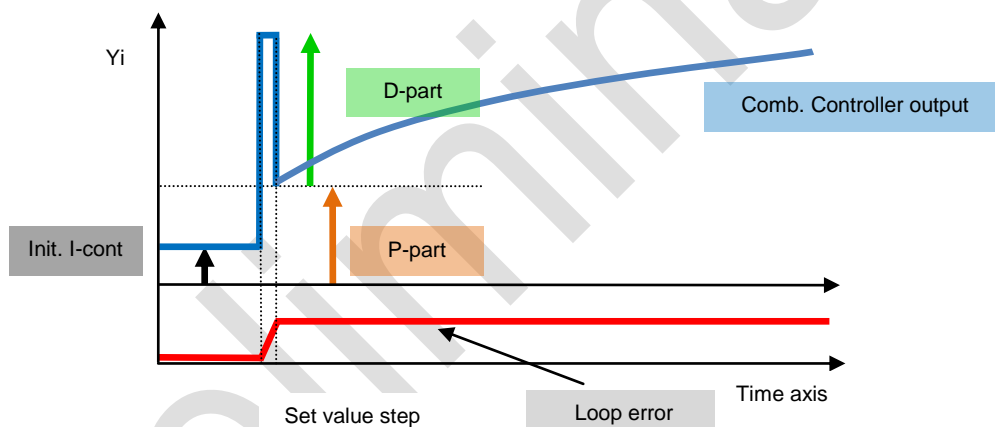 Yi
D-part
Comb. Controller output
Init. I-cont
P-part
Time axis
Set value step
Loop error